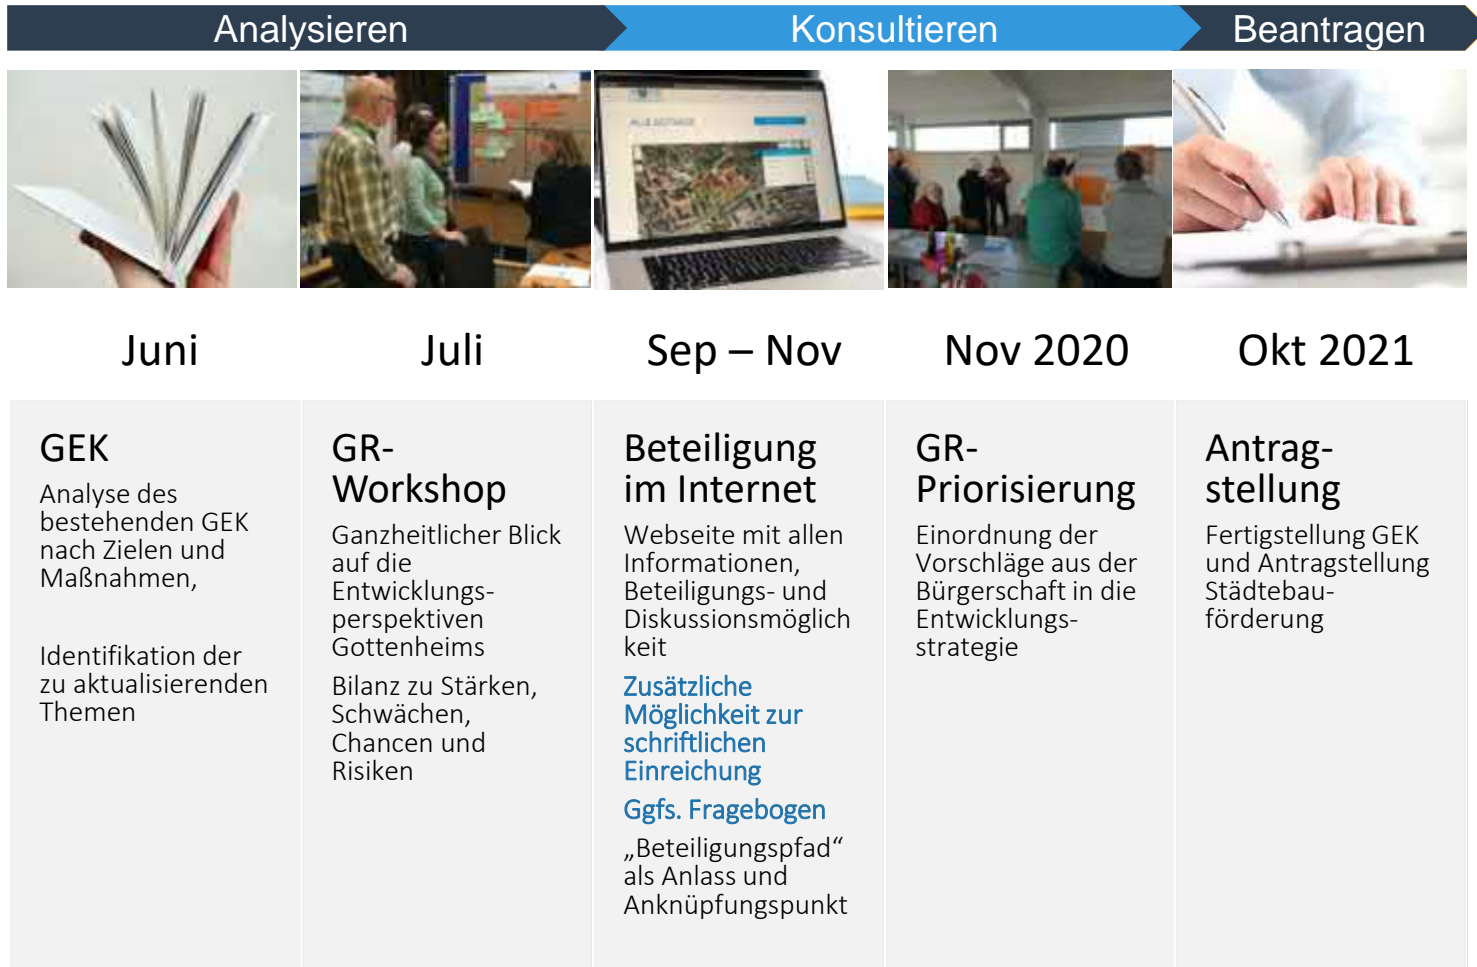 Analysieren
Konsultieren
Beantragen
ALLE BEITRÄGE
Juni
Juli
Sep – Nov
Nov 2020
Okt 2021
GEK
Analyse des
bestehenden GEK
nach Zielen und
Maßnahmen,
Identifikation der
zu aktualisierenden
Themen
GR-
Workshop
Ganzheitlicher Blick
auf die
Entwicklungs-
perspektiven
Gottenheims
Bilanz zu Stärken,
Schwächen,
Chancen und
Risiken
Beteiligung
im Internet
Webseite mit allen
Informationen,
Beteiligungs- und
Diskussionsmöglich
keit
Zusätzliche
Möglichkeit zur
schriftlichen
Einreichung
Ggfs. Fragebogen
„Beteiligungspfad“
als Anlass und
Anknüpfungspunkt
GR-
Priorisierung
Einordnung der
Vorschläge aus der
Bürgerschaft in die
Entwicklungs-
strategie
Antrag-
stellung
Fertigstellung GEK
und Antragstellung
Städtebau-
förderung